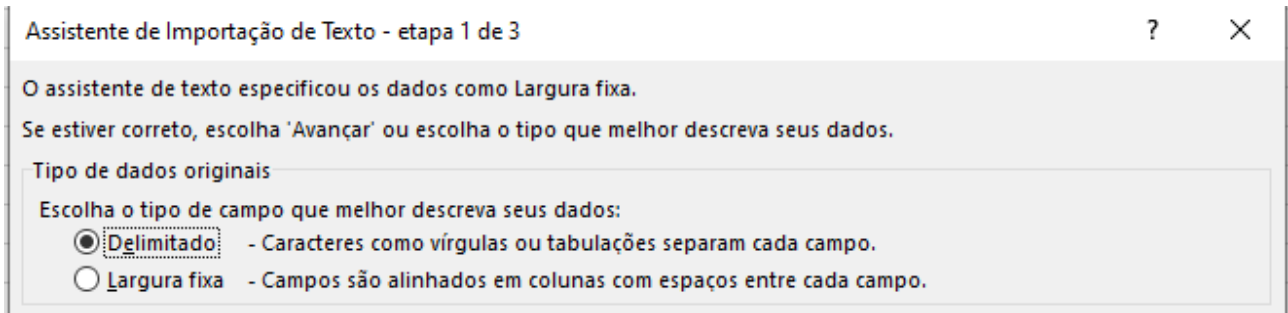 Assistente de Importação de Texto - etapa 1 de 3 ? ×
O assistente de texto especificou os dados como Largura fixa.
Se estiver correto, escolha 'Avançar' ou escolha o tipo que melhor descreva seus dados.
Tipo de dados originais
Escolha o tipo de campo que melhor descreva seus dados:
Delimitado - Caracteres como vírgulas ou tabulações separam cada campo.
Largura fixa - Campos são alinhados em colunas com espaços entre cada campo.